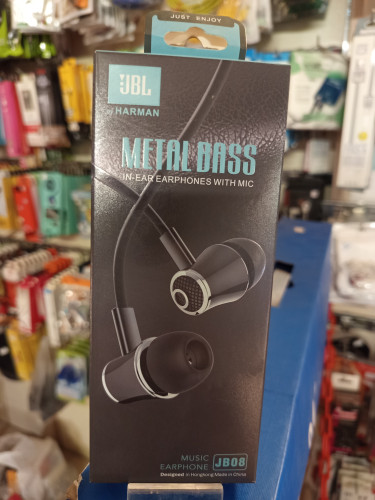 JUST ENJOY
JBL
by HARMAN
METAL BASS
IN-EAR EARPHONES WITH MIC
MUSIC
EARPHONE JB08
Designed in Hongkong Made in China